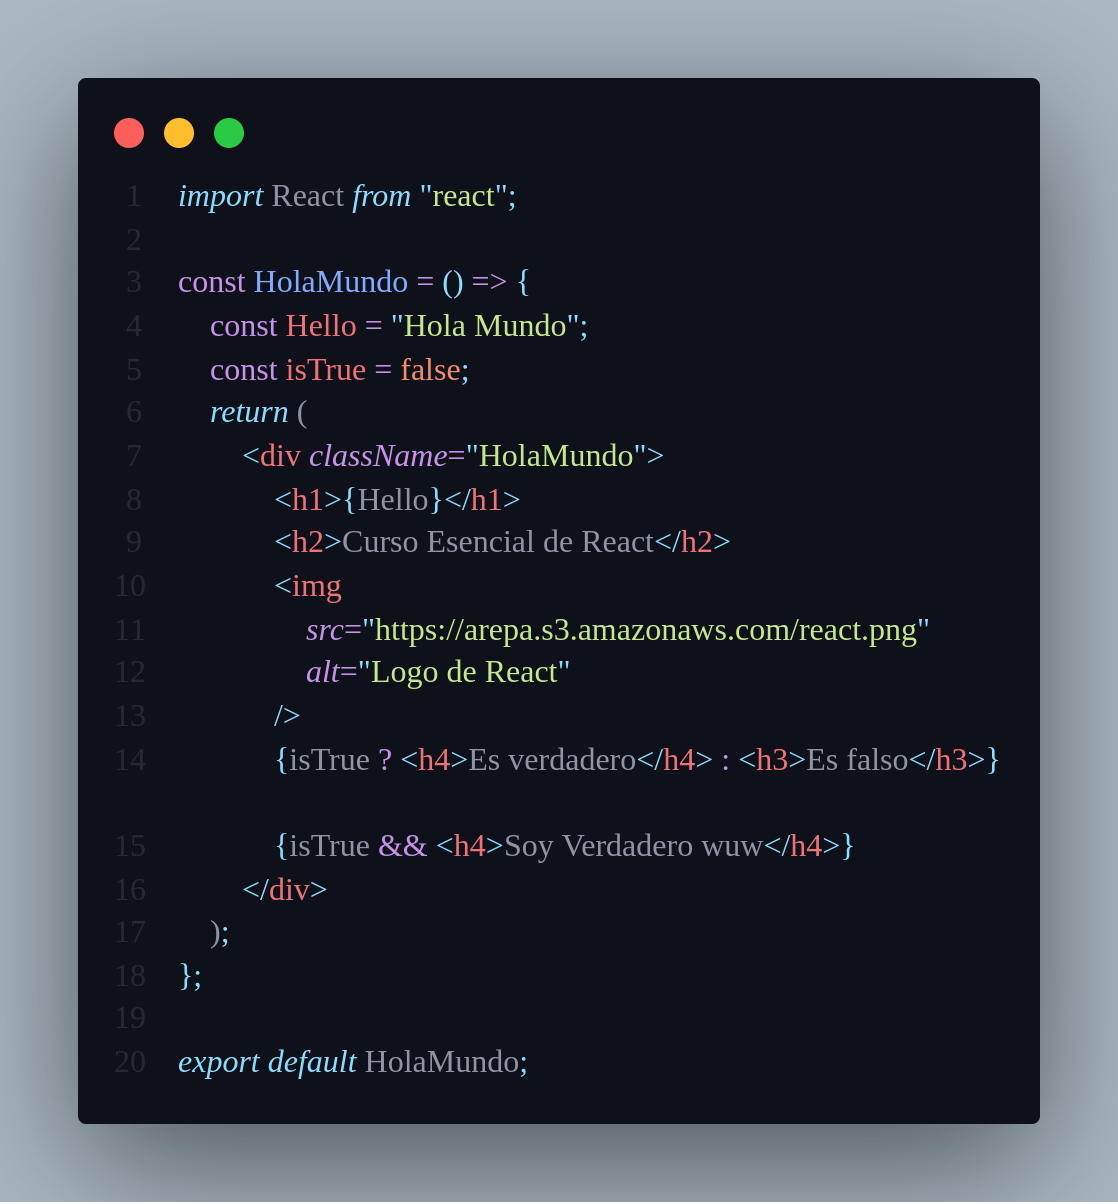 1 import React from "react";
2
3 const HolaMundo = () => {
4 const Hello = "Hola Mundo";
5 const isTrue = false;
6 return (
7 <div className="HolaMundo">
8 <h1>{Hello}</h1>
9 <h2>Curso Esencial de React</h2>
10 <img
11 src="https://arepa.s3.amazonaws.com/react.png"
12 alt="Logo de React"
13 />
14 {isTrue ? <h4>Es verdadero</h4> : <h3>Es falso</h3>}
15 {isTrue && <h4>Soy Verdadero wuw</h4>}
16 </div>
17 );
18 };
19
20 export default HolaMundo;